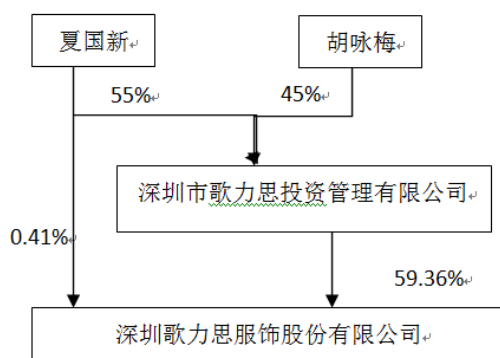 夏国新
胡咏梅
55%
45%
深圳市歌力思投资管理有限公司
0.41%
59.36%
深圳歌力思服饰股份有限公司